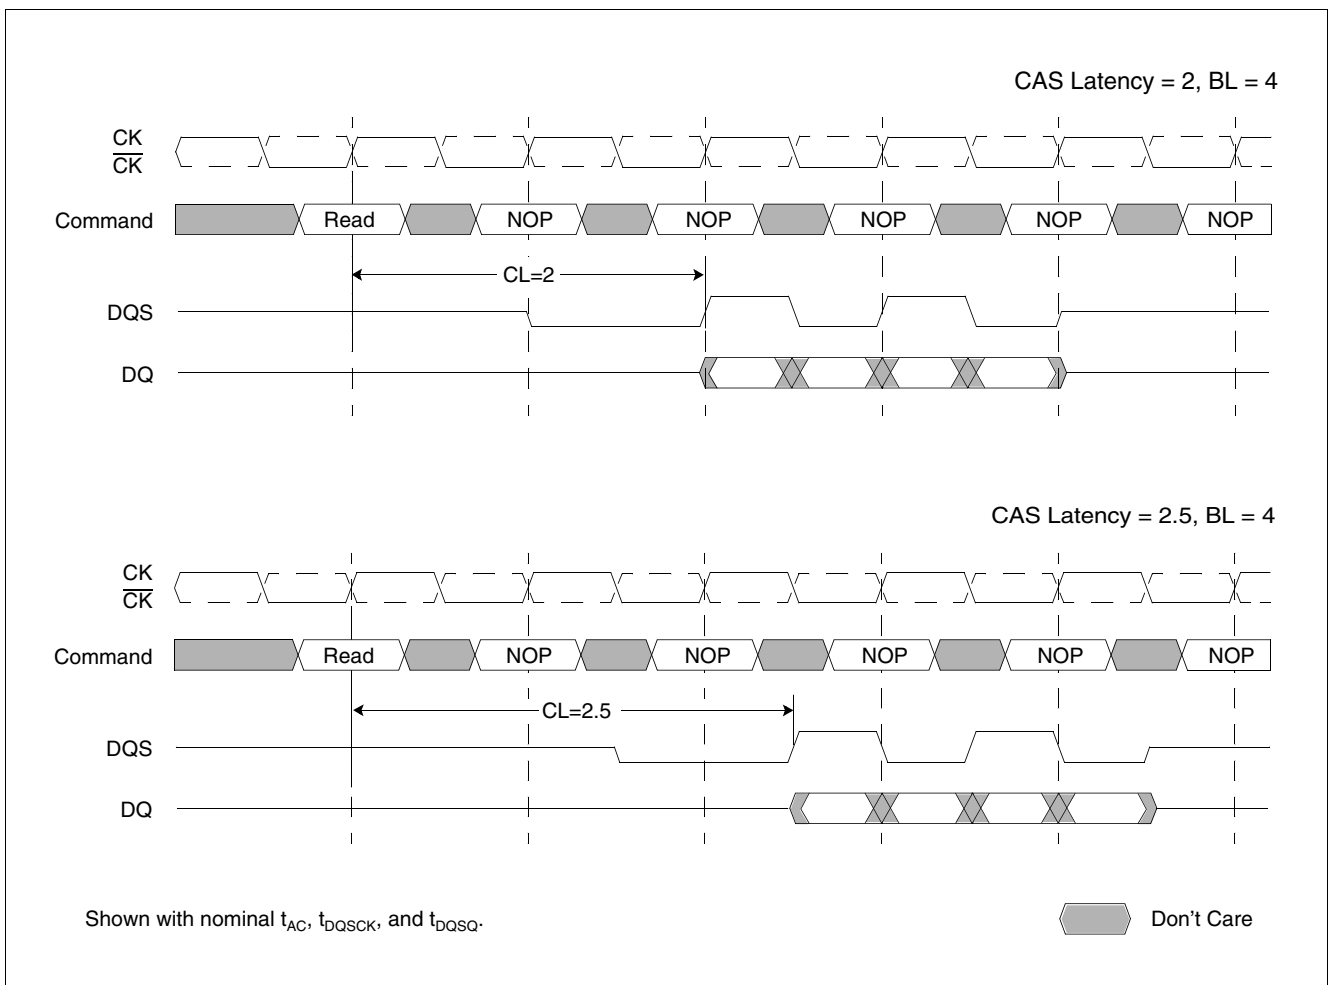 CAS Latency = 2, BL = 4
CK
CK
Command Read NOP NOP NOP NOP NOP
CL=2
DQS
DQ
CAS Latency = 2.5, BL = 4
CK
CK
Command Read NOP NOP NOP NOP NOP
CL=2.5
DQS
DQ
Shown with nominal tAC, tDQSCK, and tDQSQ. Don't Care